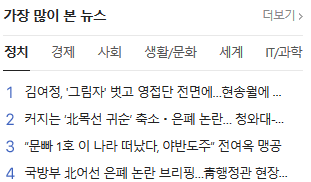 가장 많이 본 뉴스 더보기 >
정치 경제 사회 생활/문화 세계 IT/과학
1 김여정, '그림자' 벗고 영접단 전면에...현송월에 ...
2 커지는 ‘北목선 귀순’ 축소·은폐 논란... 청와대-...
3 “문빠 1호 이 나라 떠났다, 야반도주” 전여옥 맹공
4 국방부 北어선 은폐 논란 브리핑...靑행정관 현장...